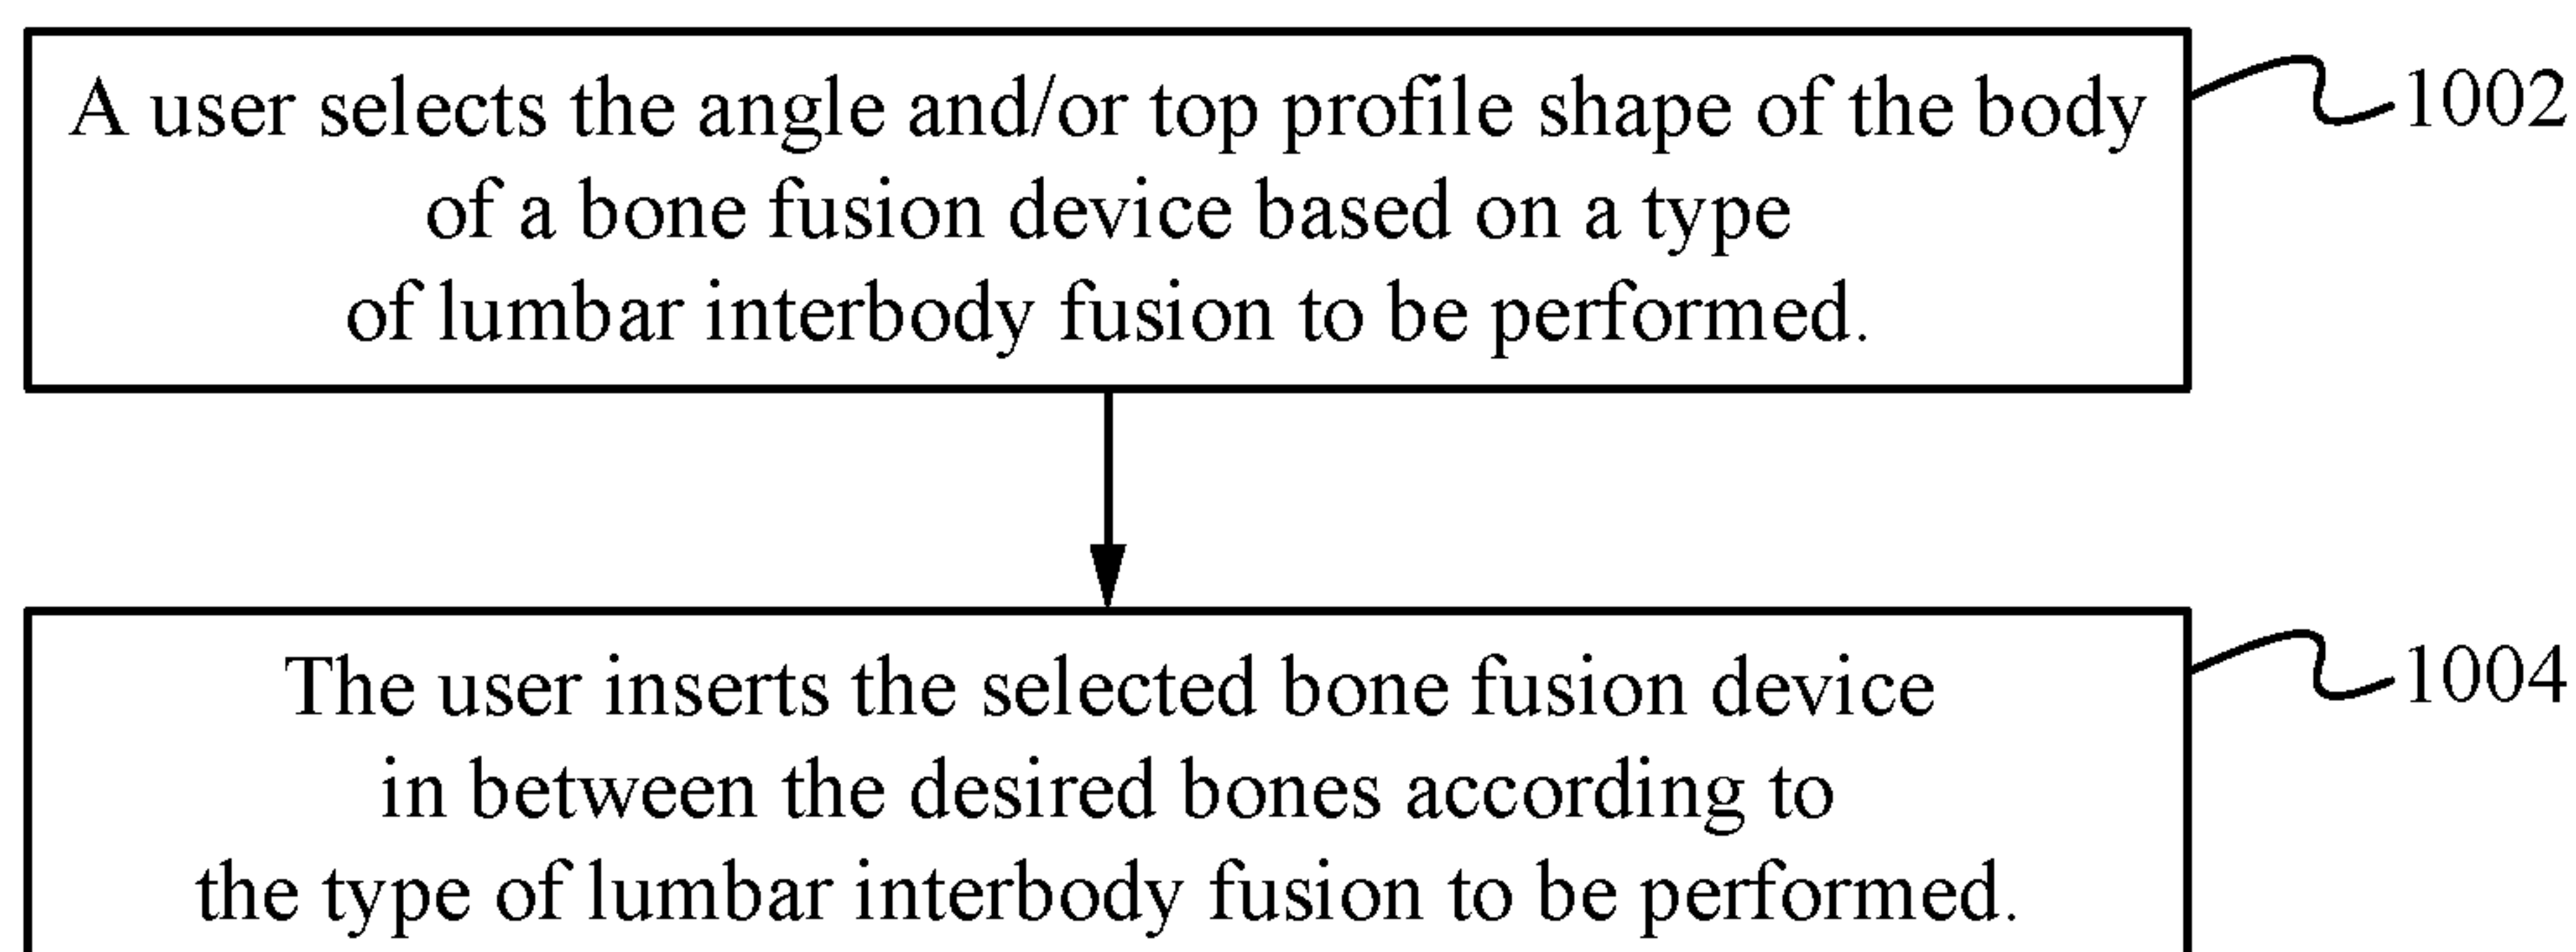 A user selects the angle and/or top profile shape of the body
1002
of a bone fusion device based on a type
of lumbar interbody fusion to be performed.
The user inserts the selected bone fusion device
1004
in between the desired bones according to
the type of lumbar interbody fusion to be performed.